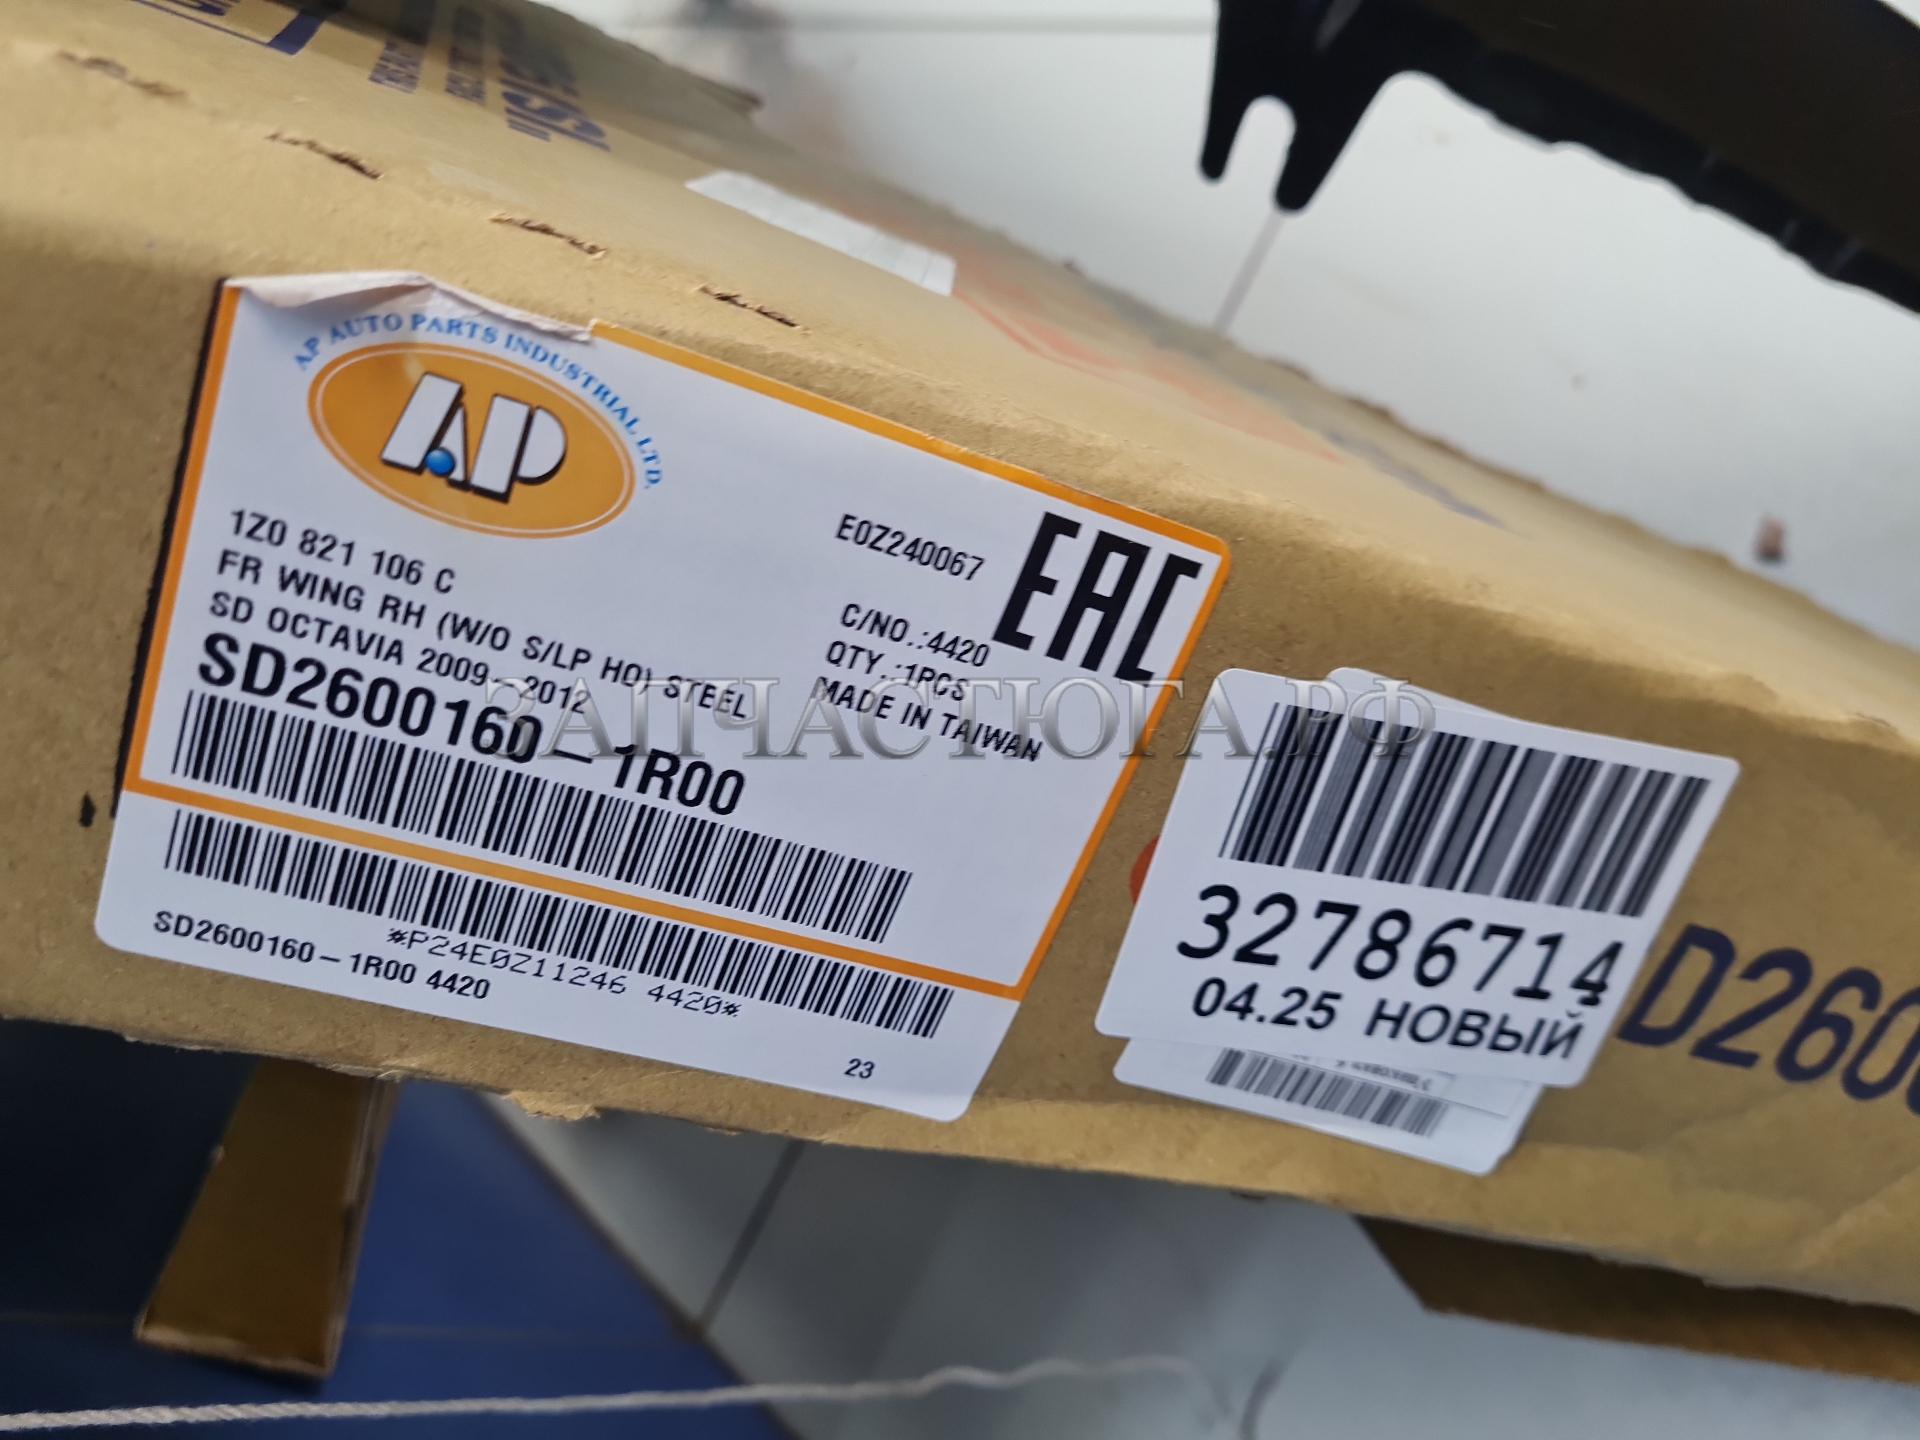 AP AUTO PARTS INDUSTRIAL LTD.
AP
1Z0 821 106 C
FR WING RH (W/O S/LP HO) STEEL
SD OCTAVIA 2009-2012
SD2600160-1R00
E0Z240067
EAC
C/NO.:4420
QTY.:1PCS
MADE IN TAIWAN
*P24E0Z11246 4420*
SD2600160-1R00 4420
23
ЗАПЧАСТЮГА.РФ
32786714
04.25 НОВЫЙ
D260